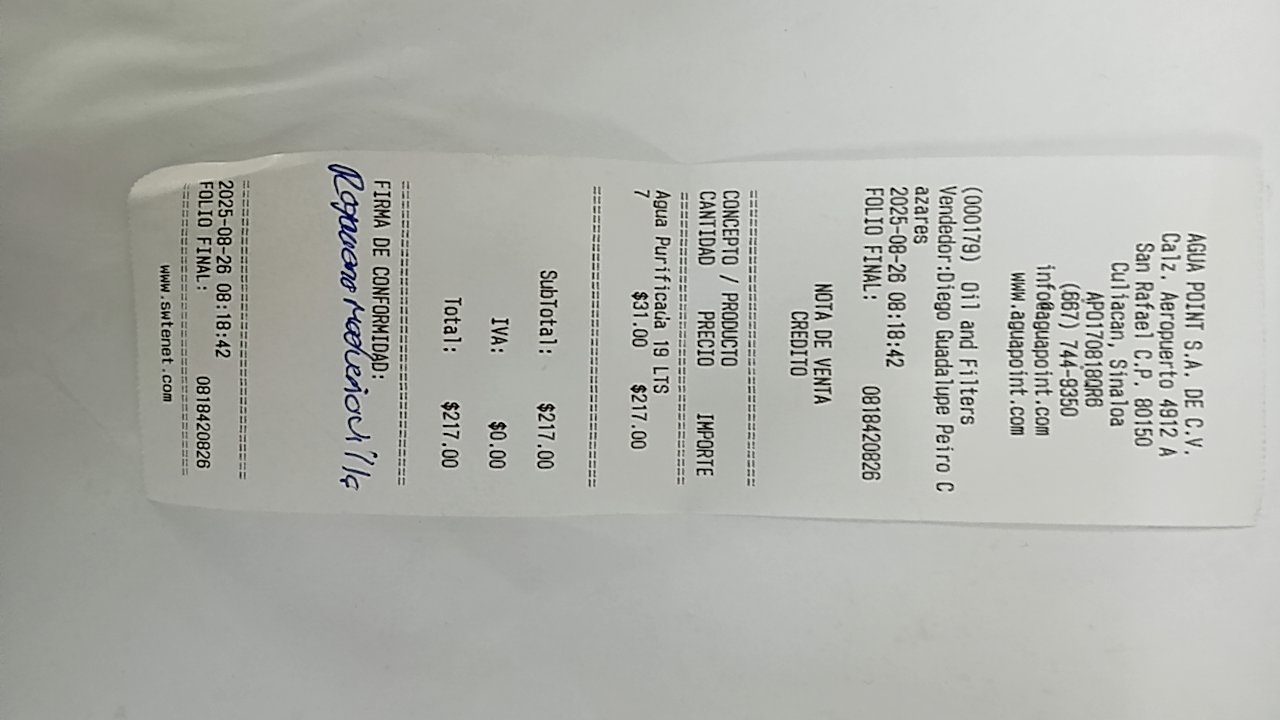 AGUA POINT S.A. DE C.V.
Calz. Aeropuerto 4912 A
San Rafael C.P. 80150
Culiacan, Sinaloa
APO170818QR6
(667) 744-9350
info@aguapoint.com
www.aguapoint.com
(000179) Oil and Filters
Vendedor:Diego Guadalupe Peiro C
azares
2025-08-26 08:18:42
FOLIO FINAL: 0818420826
NOTA DE VENTA
CREDITO
================================
CONCEPTO / PRODUCTO
CANTIDAD PRECIO IMPORTE
================================
Agua Purificada 19 LTS
7 $31.00 $217.00
================================
SubTotal: $217.00
IVA: $0.00
Total: $217.00
================================
FIRMA DE CONFORMIDAD:
================================
2025-08-26 08:18:42
FOLIO FINAL: 0818420826
================================
www.swtenet.com